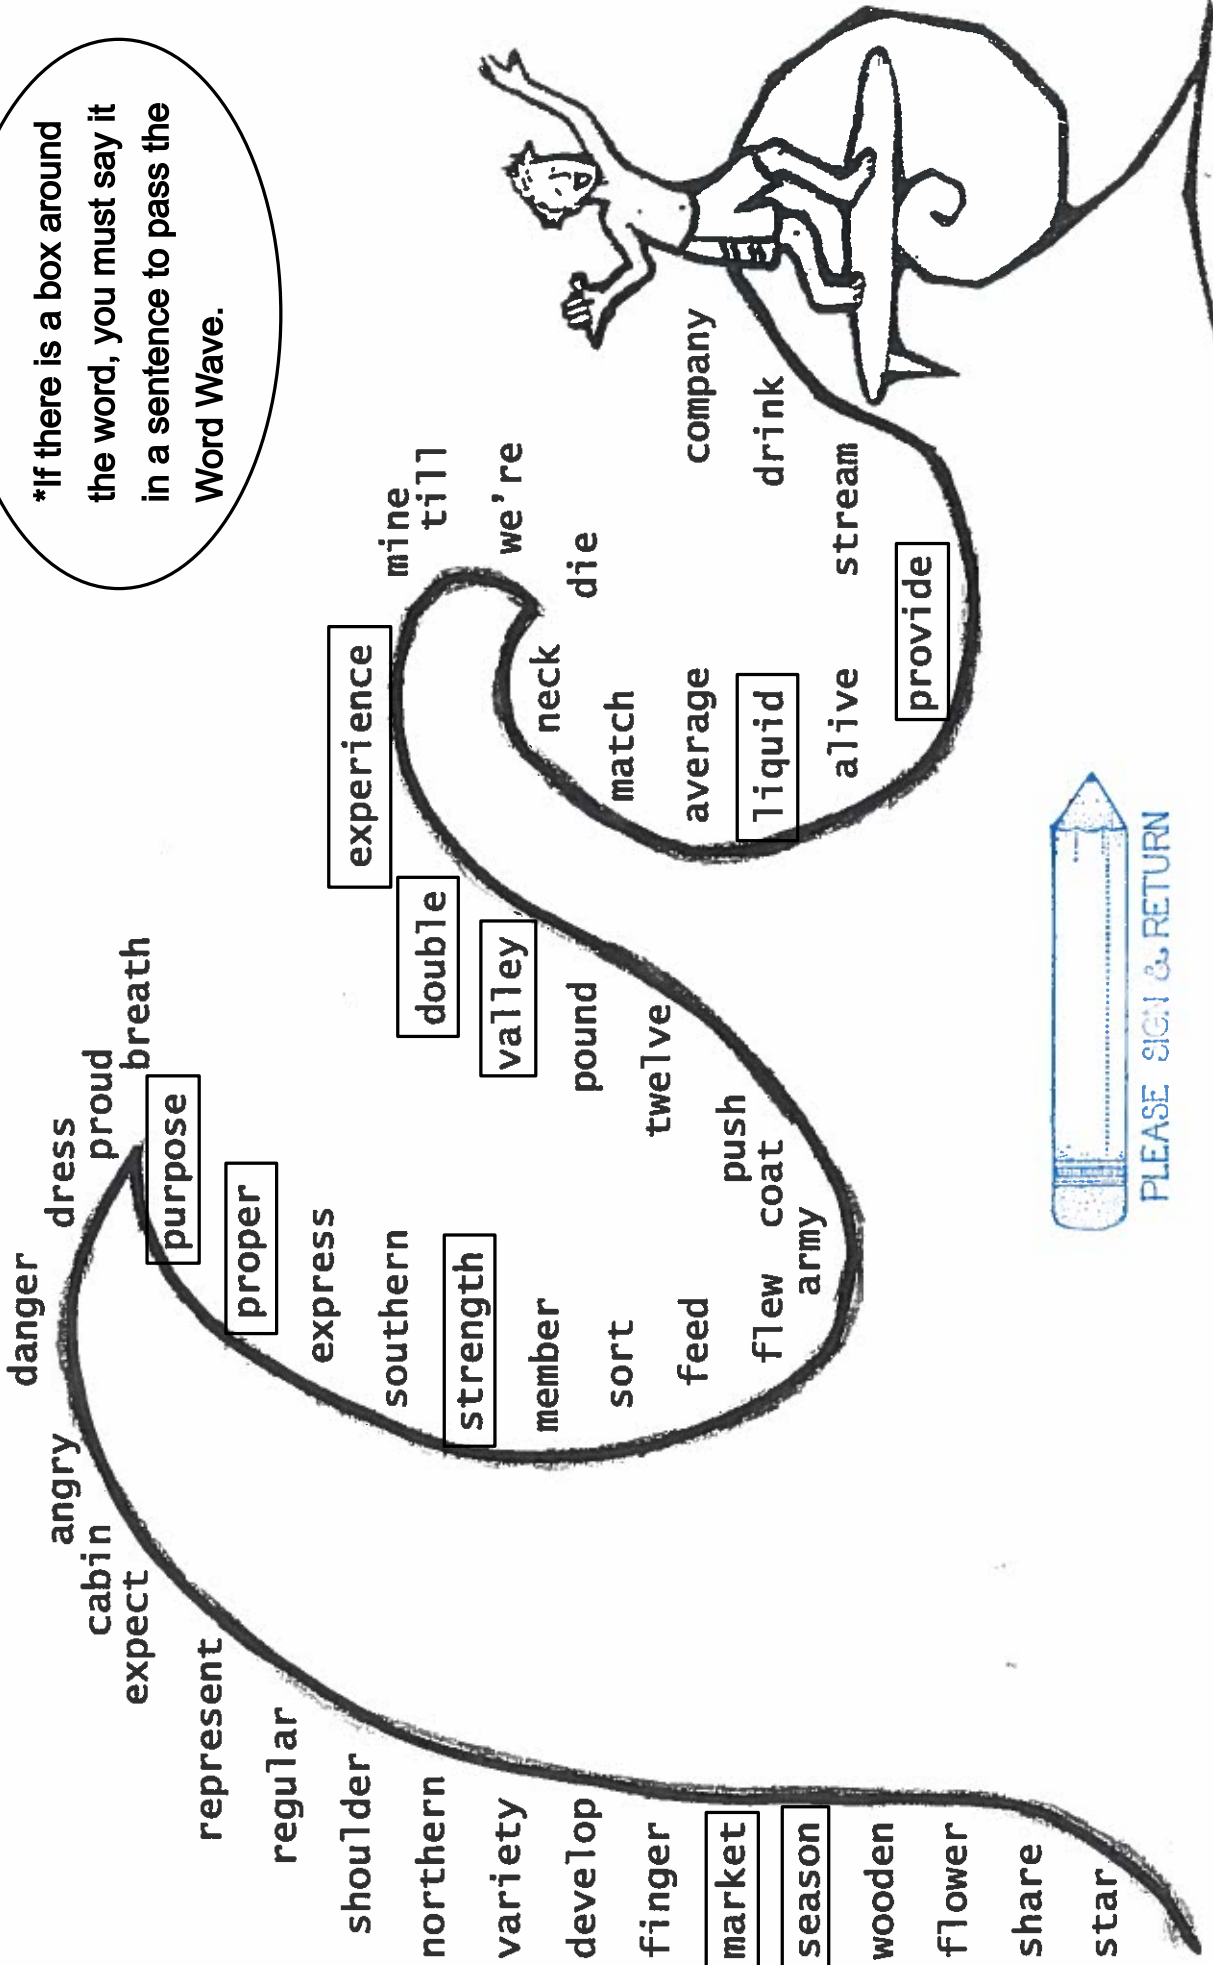 *If there is a box around
the word, you must say it
in a sentence to pass the
Word Wave.
star
share
flower
wooden
season
market
finger
develop
variety
northern
shoulder
regular
represent
expect
cabin
angry
danger
dress
proud
breath
purpose
proper
express
southern
strength
member
sort
feed
flew
army
coat
push
twelve
pound
valley
double
experience
mine
till
we're
die
neck
match
average
liquid
alive
provide
stream
drink
company
PLEASE SIGN & RETURN